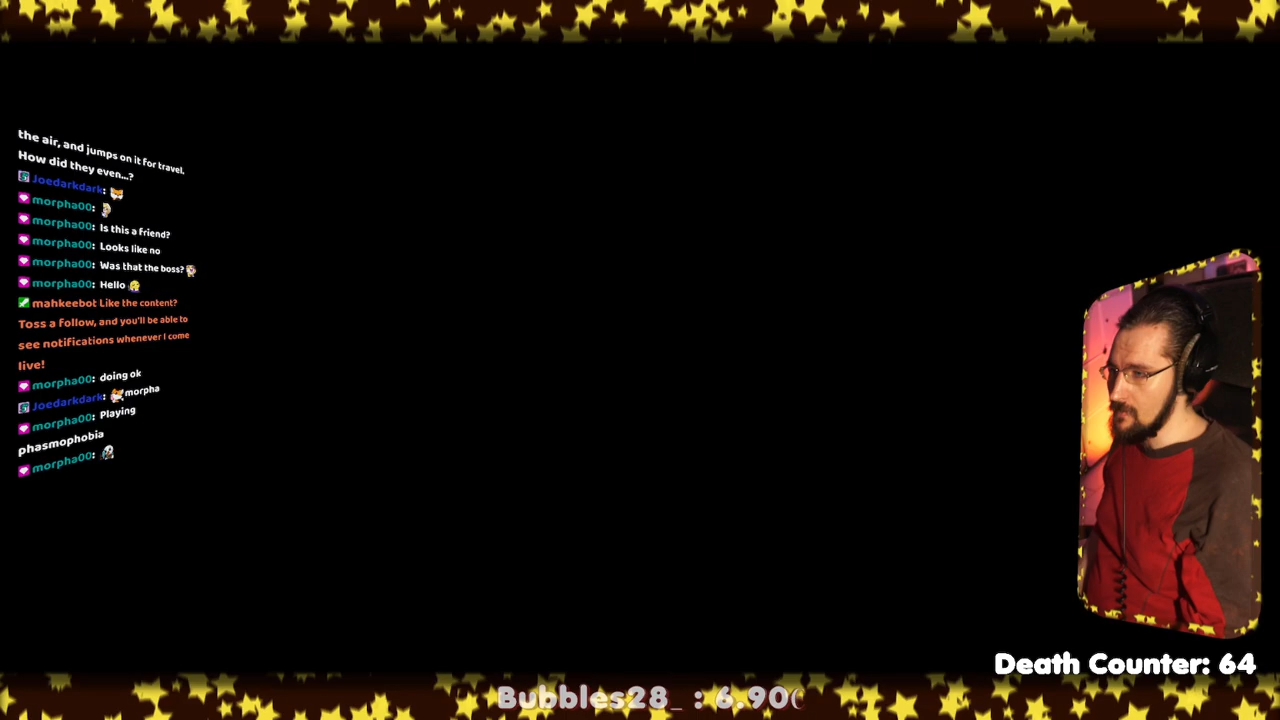 the air, and jumps on it for travel.
How did they even...?
Joedarkdark:
morpha00:
morpha00: Is this a friend?
morpha00: Looks like no
morpha00: Was that the boss?
morpha00: Hello
mahkeebot Like the content?
Toss a follow, and you'll be able to
see notifications whenever I come
live!
morpha00: doing ok
Joedarkdark: morpha
morpha00: Playing
phasmophobia
morpha00:
Death Counter: 64
Bubbles28_ : 6.90